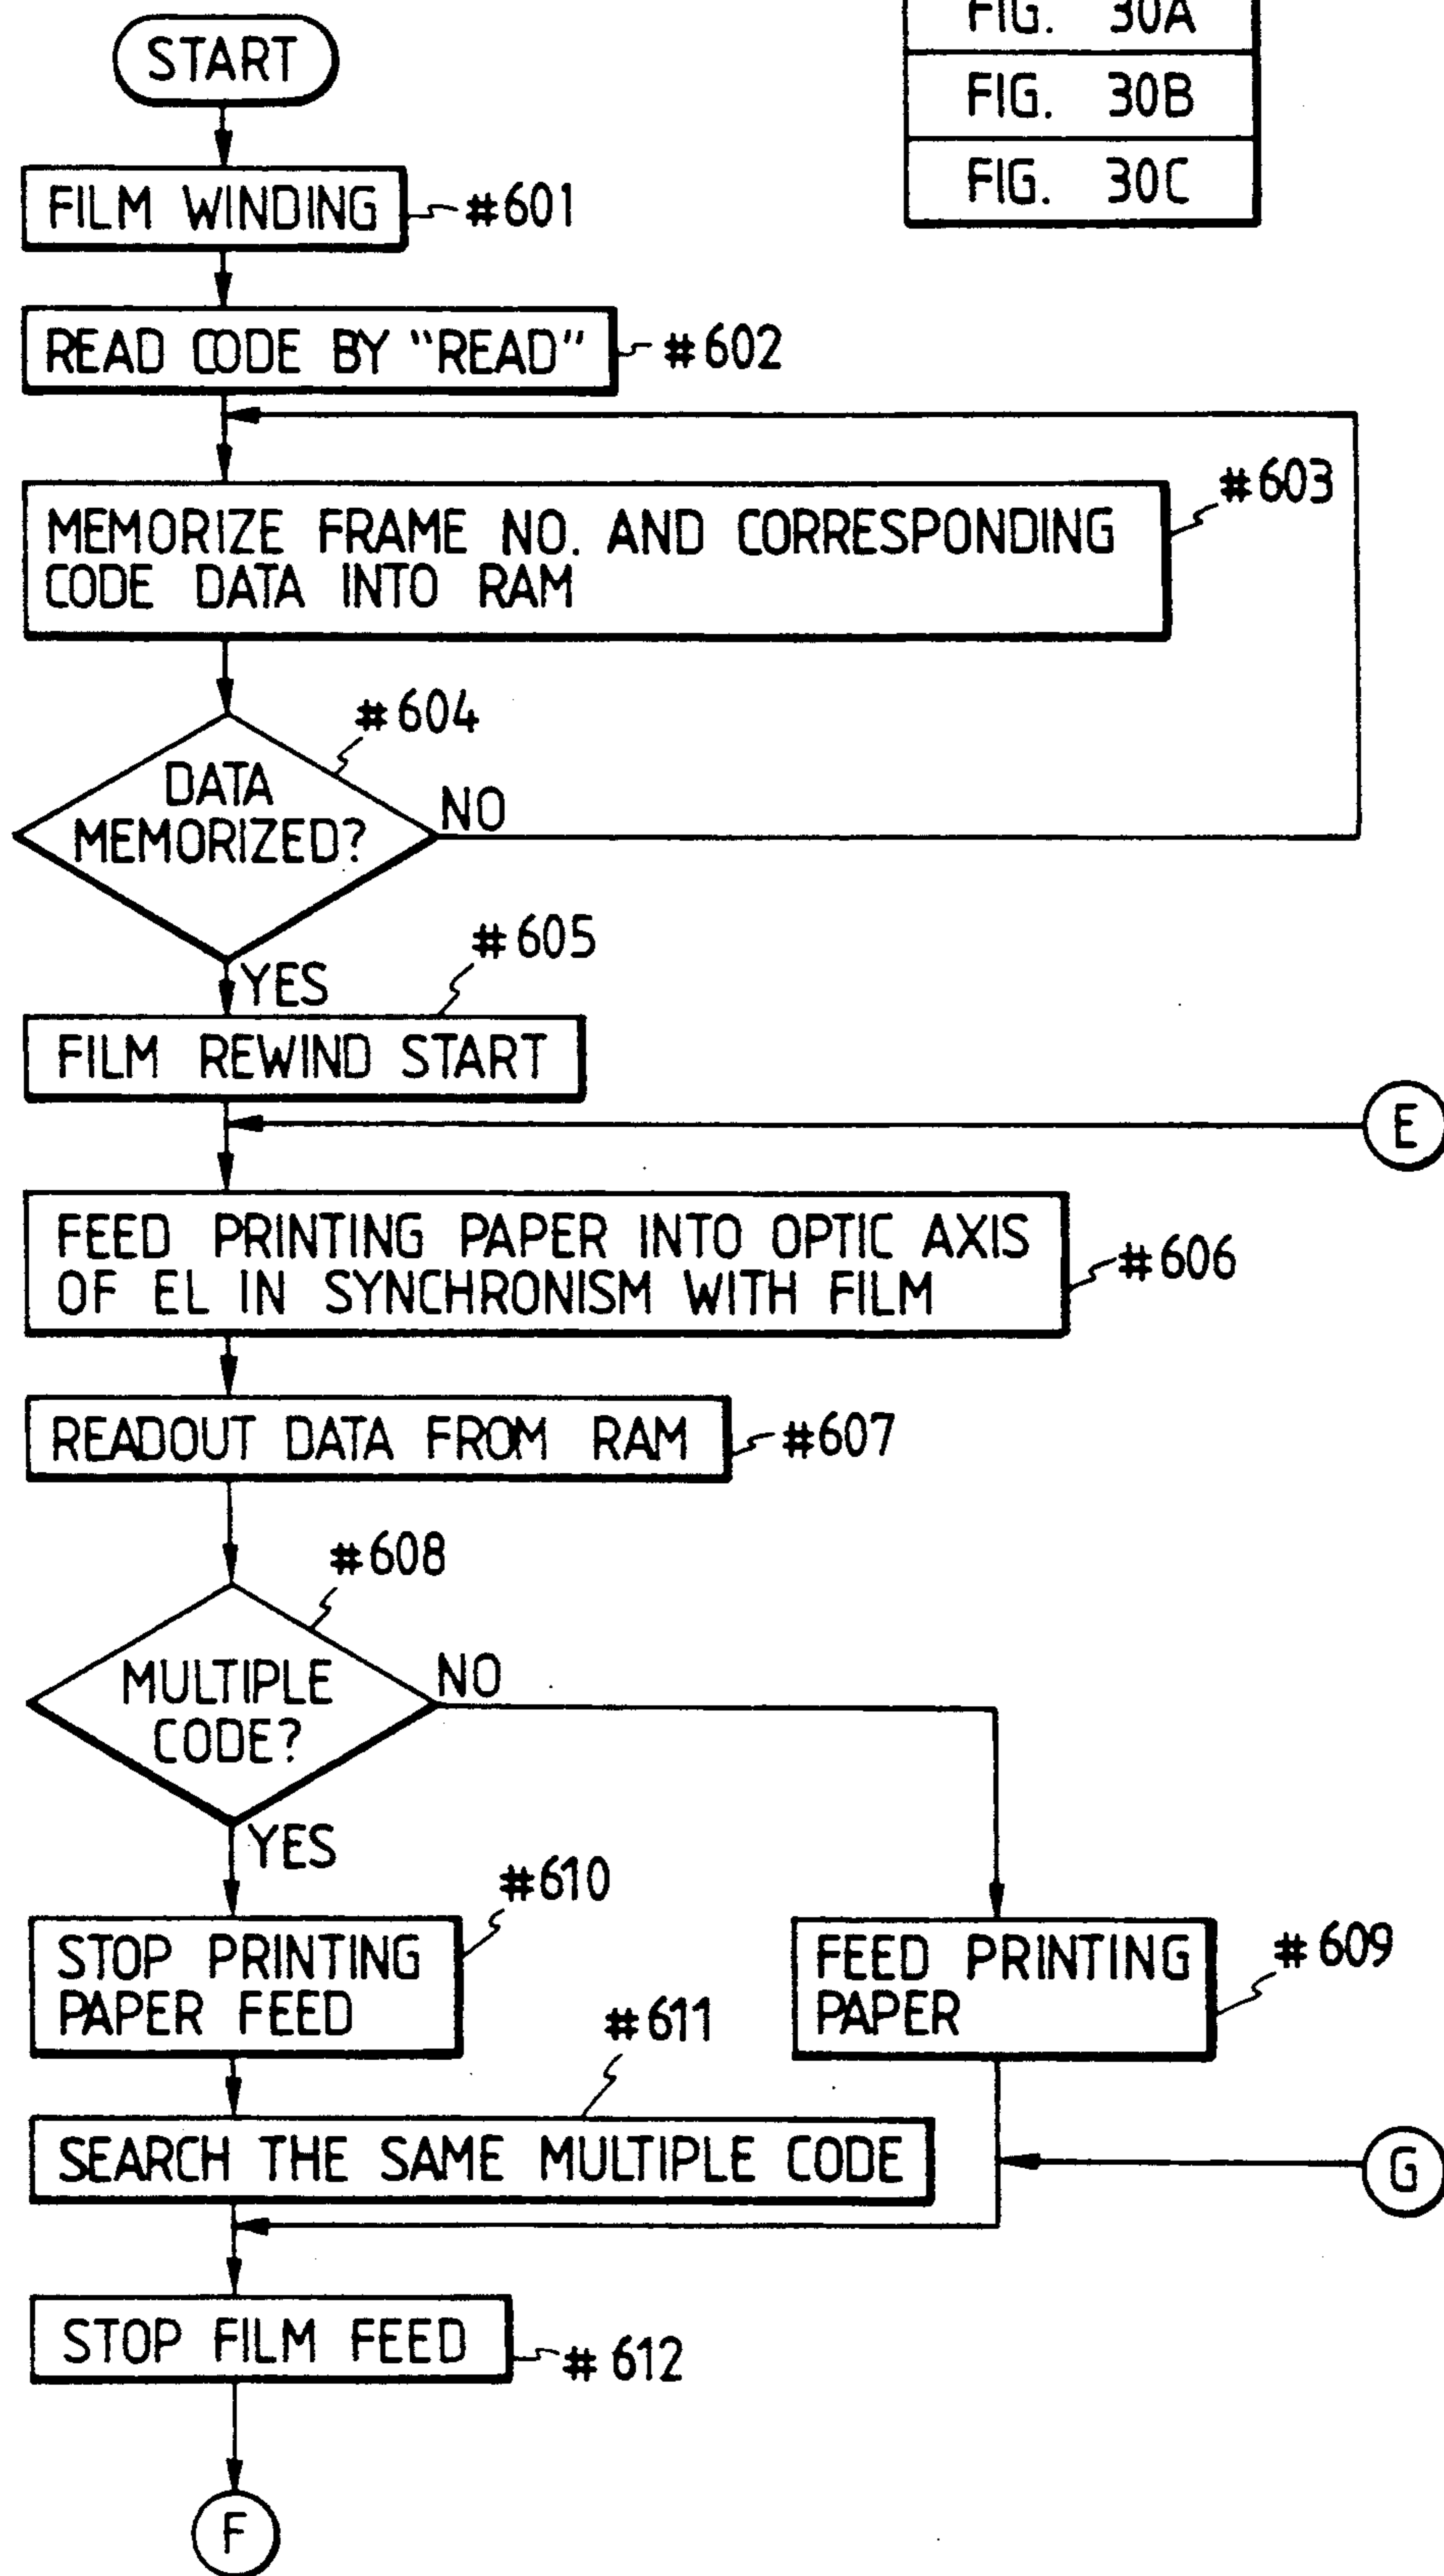 FIG. 30A
FIG. 30B
FIG. 30C
START
FILM WINDING
#601
READ CODE BY "READ"
#602
#603
MEMORIZE FRAME NO. AND CORRESPONDING
CODE DATA INTO RAM
#604
DATA
MEMORIZED?
NO
YES
#605
FILM REWIND START
E
FEED PRINTING PAPER INTO OPTIC AXIS
OF EL IN SYNCHRONISM WITH FILM
#606
READOUT DATA FROM RAM
#607
#608
MULTIPLE
CODE?
NO
YES
#610
STOP PRINTING
PAPER FEED
FEED PRINTING
PAPER
#609
#611
SEARCH THE SAME MULTIPLE CODE
G
STOP FILM FEED
#612
F